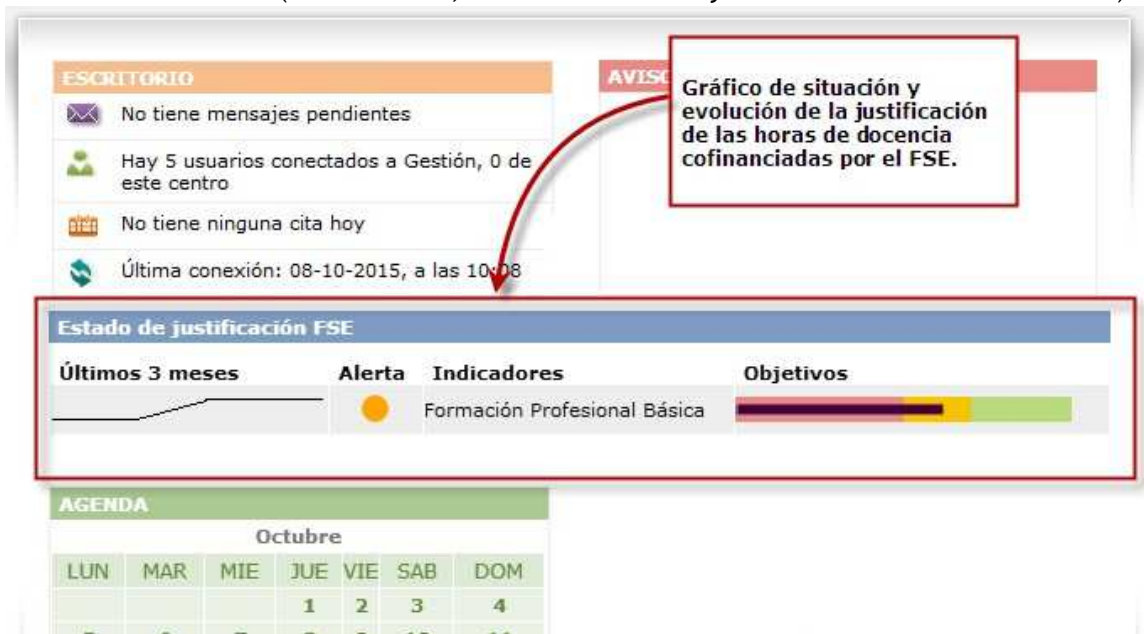 ESCRITORIO
No tiene mensajes pendientes
Hay 5 usuarios conectados a Gestión, 0 de
este centro
No tiene ninguna cita hoy
Última conexión: 08-10-2015, a las 10:08
Gráfico de situación y
evolución de la justificación
de las horas de docencia
cofinanciadas por el FSE.
Estado de justificación FSE
Últimos 3 meses Alerta Indicadores Objetivos
Formación Profesional Básica
AGENDA
Octubre
LUN MAR MIE JUE VIE SAB DOM
1 2 3 4